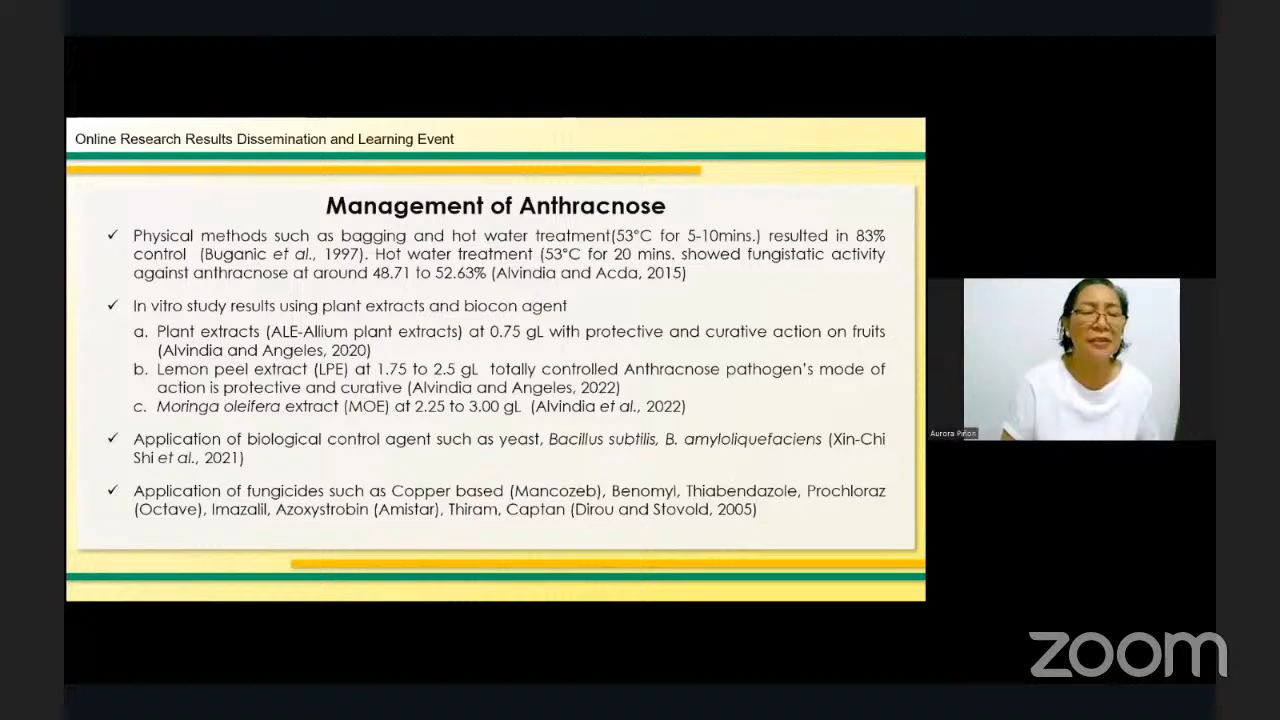 Online Research Results Dissemination and Learning Event
Management of Anthracnose
✓ Physical methods such as bagging and hot water treatment(53°C for 5-10mins.) resulted in 83%
control (Buganic et al., 1997). Hot water treatment (53°C for 20 mins. showed fungistatic activity
against anthracnose at around 48.71 to 52.63% (Alvindia and Acda, 2015)
✓ In vitro study results using plant extracts and biocon agent
a. Plant extracts (ALE-Allium plant extracts) at 0.75 gL with protective and curative action on fruits
(Alvindia and Angeles, 2020)
b. Lemon peel extract (LPE) at 1.75 to 2.5 gL totally controlled Anthracnose pathogen's mode of
action is protective and curative (Alvindia and Angeles, 2022)
c. Moringa oleifera extract (MOE) at 2.25 to 3.00 gL (Alvindia et al., 2022)
✓ Application of biological control agent such as yeast, Bacillus subtilis, B. amyloliquefaciens (Xin-Chi
Shi et al., 2021)
✓ Application of fungicides such as Copper based (Mancozeb), Benomyl, Thiabendazole, Prochloraz
(Octave), Imazalil, Azoxystrobin (Amistar), Thiram, Captan (Dirou and Stovold, 2005)
Aurora Piñon
zoom